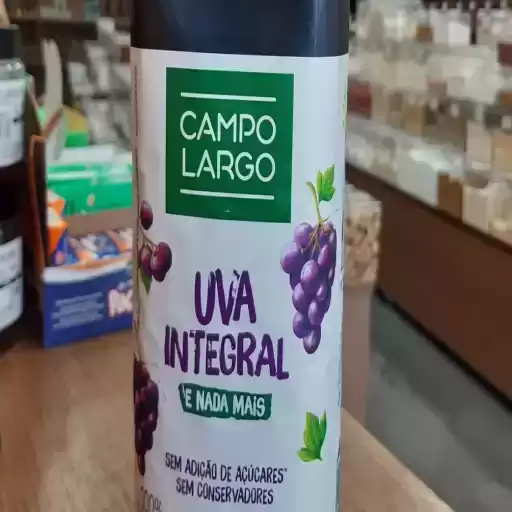 CAMPO
LARGO
UVA
INTEGRAL
E NADA MAIS
SEM ADIÇÃO DE AÇÚCARES*
SEM CONSERVADORES